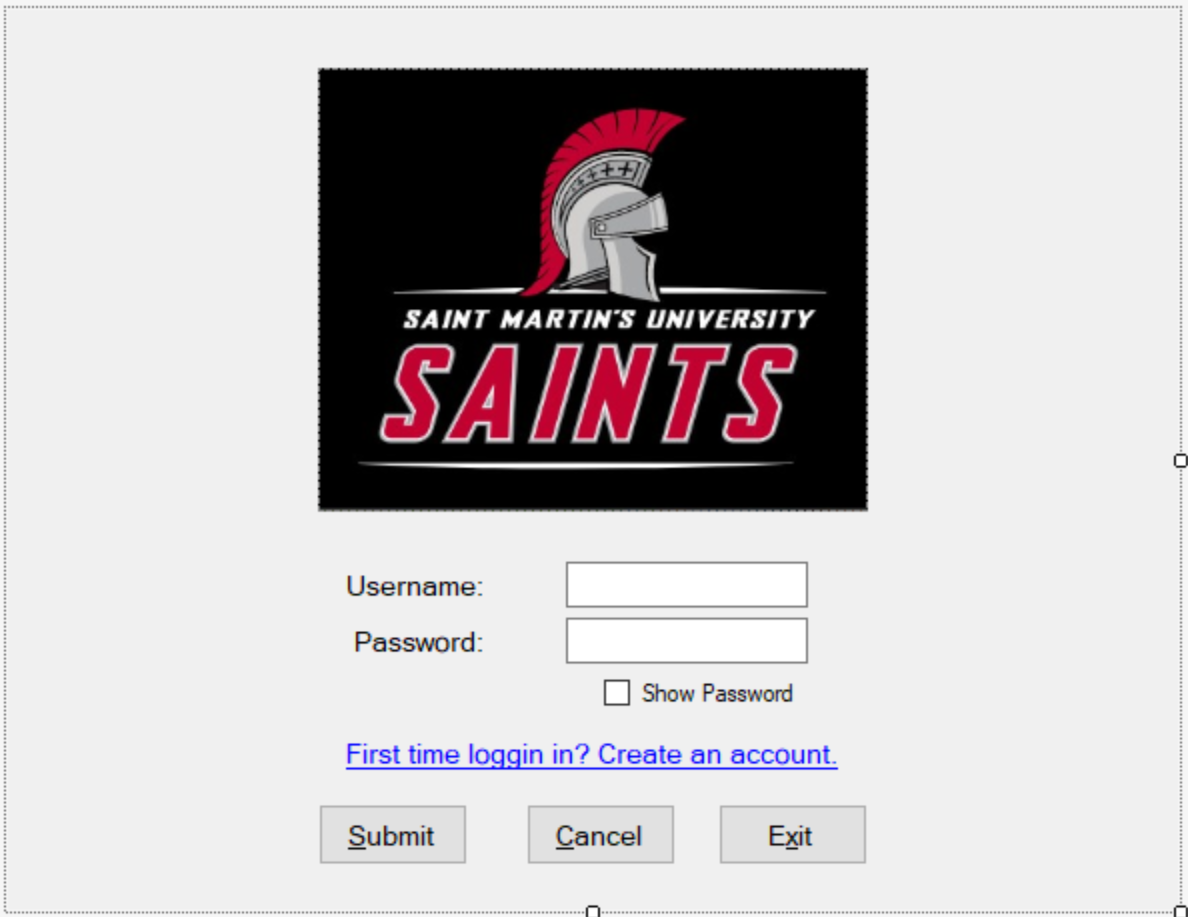 SAINT MARTIN'S UNIVERSITY
SAINTS
Username:
Password:
Show Password
First time loggin in? Create an account.
Submit Cancel Exit